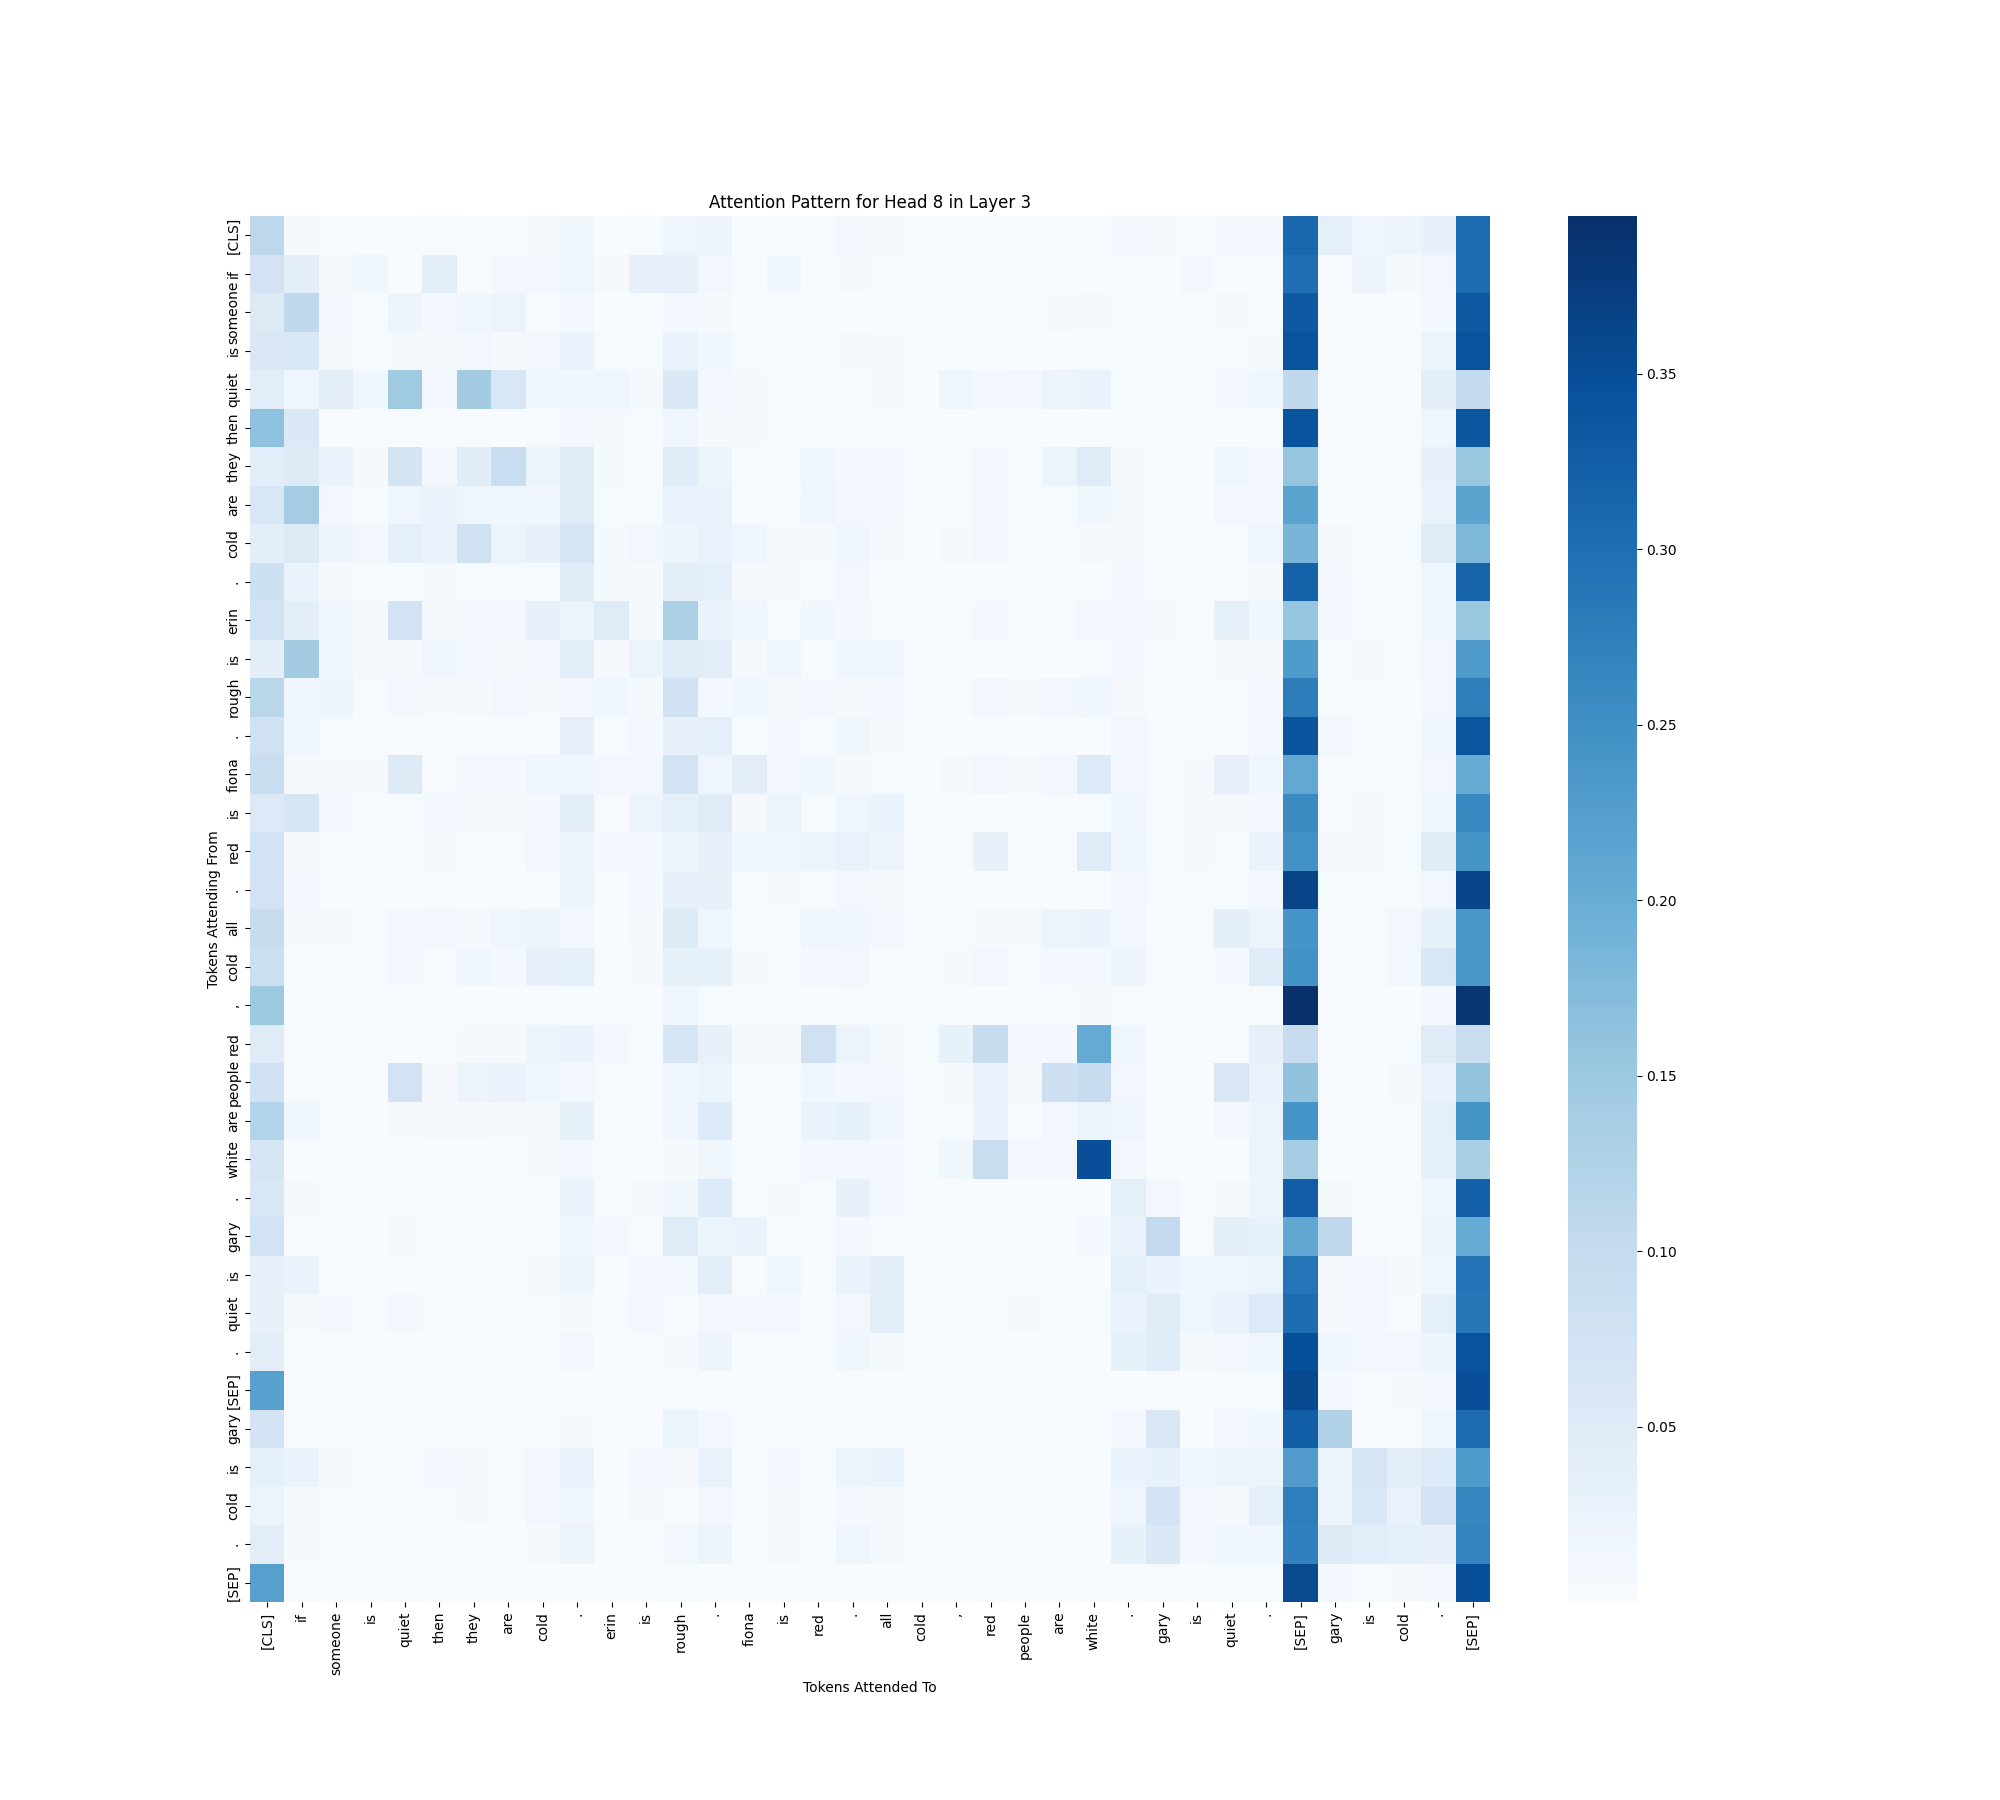 Attention Pattern for Head 8 in Layer 3
Tokens Attending From
[CLS]
if
someone
is
quiet
then
they
are
cold
.
erin
is
rough
.
fiona
is
red
.
all
cold
,
red
people
are
white
.
gary
is
quiet
.
[SEP]
gary
is
cold
.
[SEP]
[CLS] if someone is quiet then they are cold . erin is rough . fiona is red . all cold , red people are white . gary is quiet . [SEP] gary is cold . [SEP]
Tokens Attended To
0.35
0.30
0.25
0.20
0.15
0.10
0.05